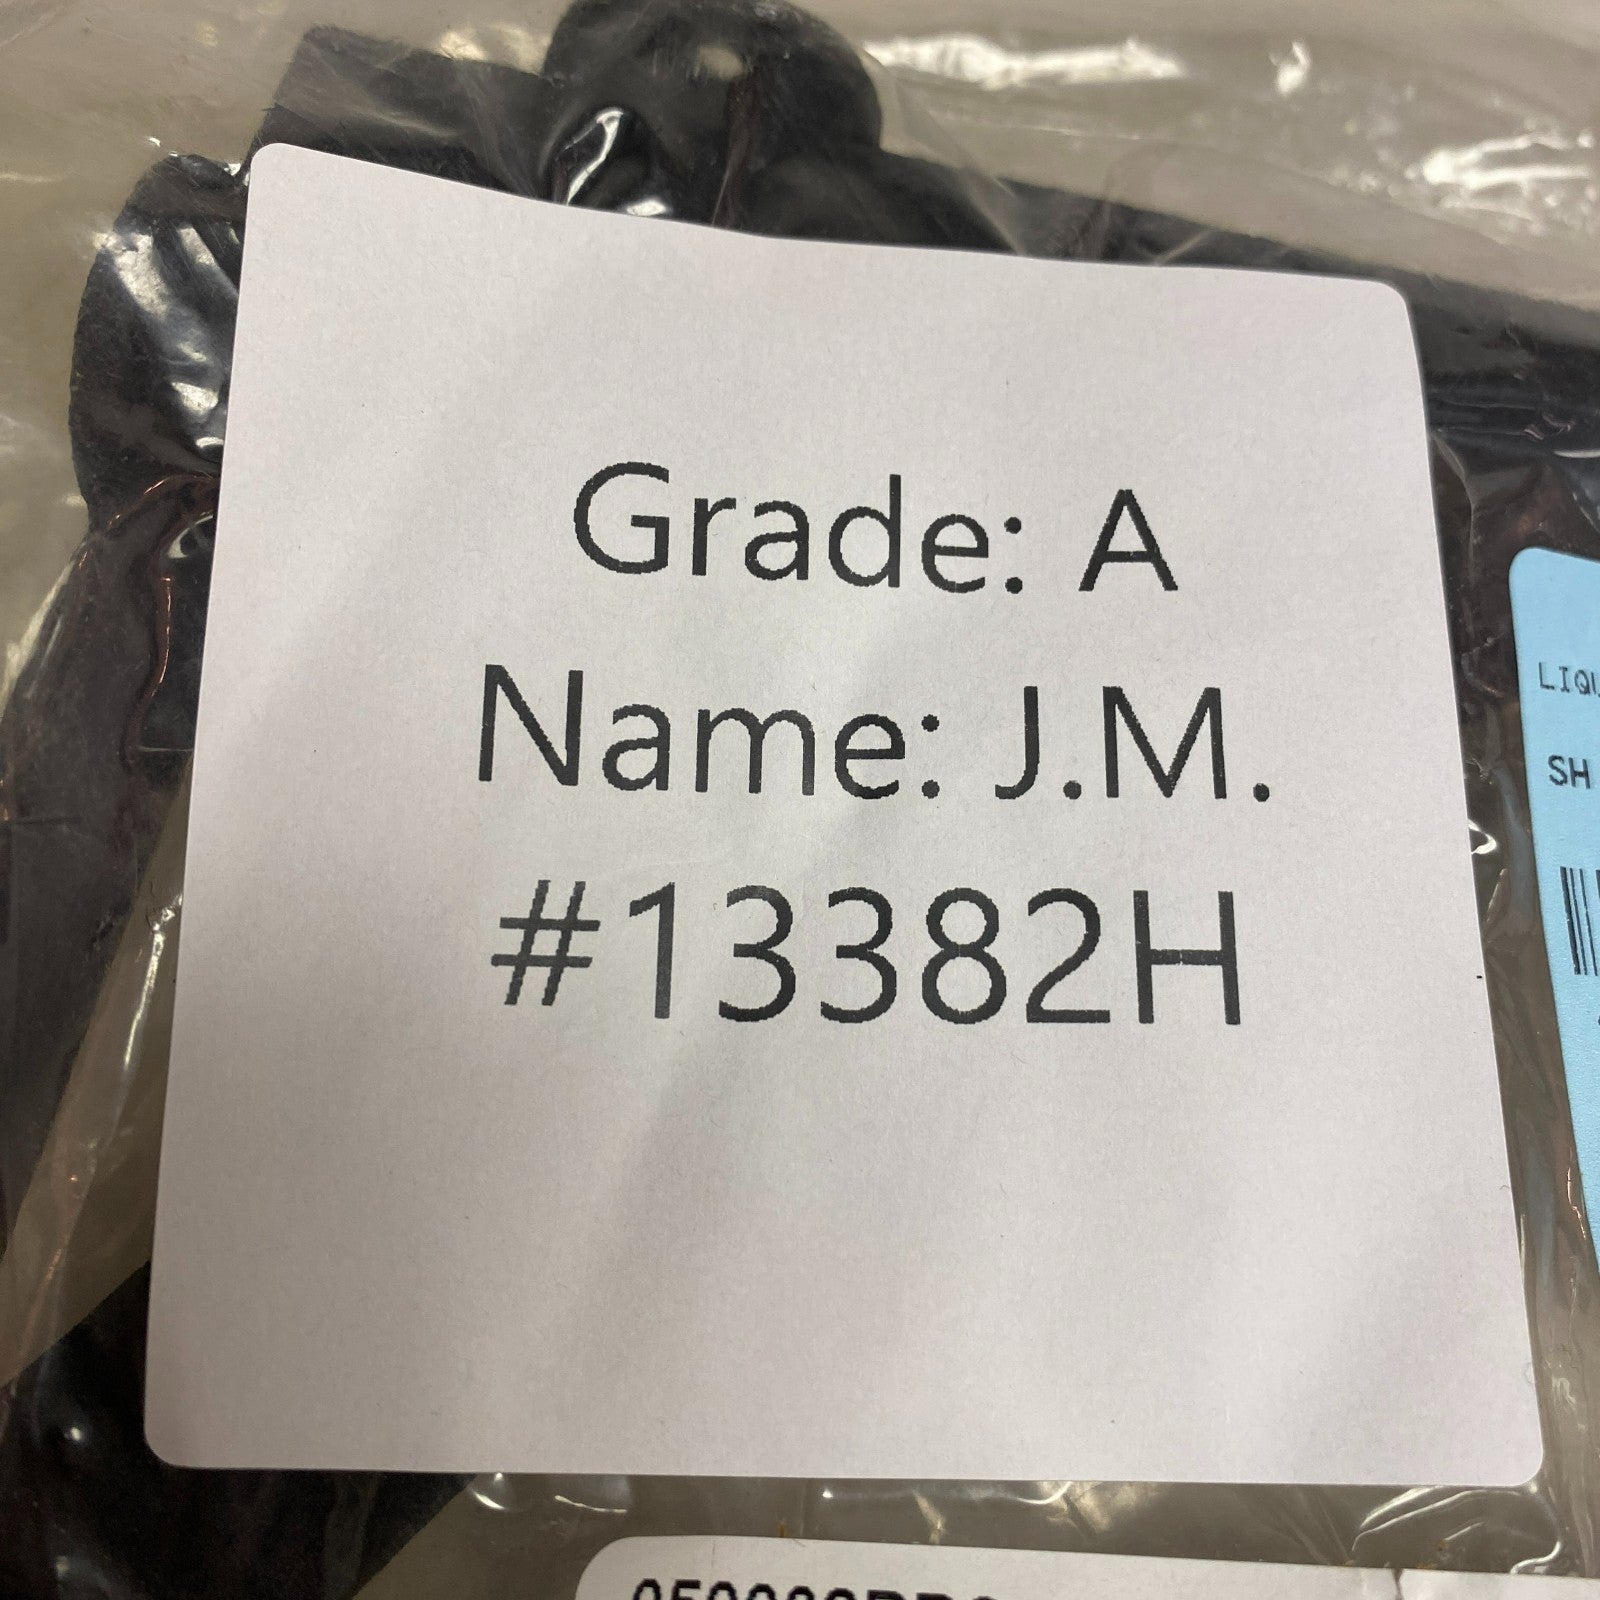 Grade: A
Name: J.M.
#13382H
SH